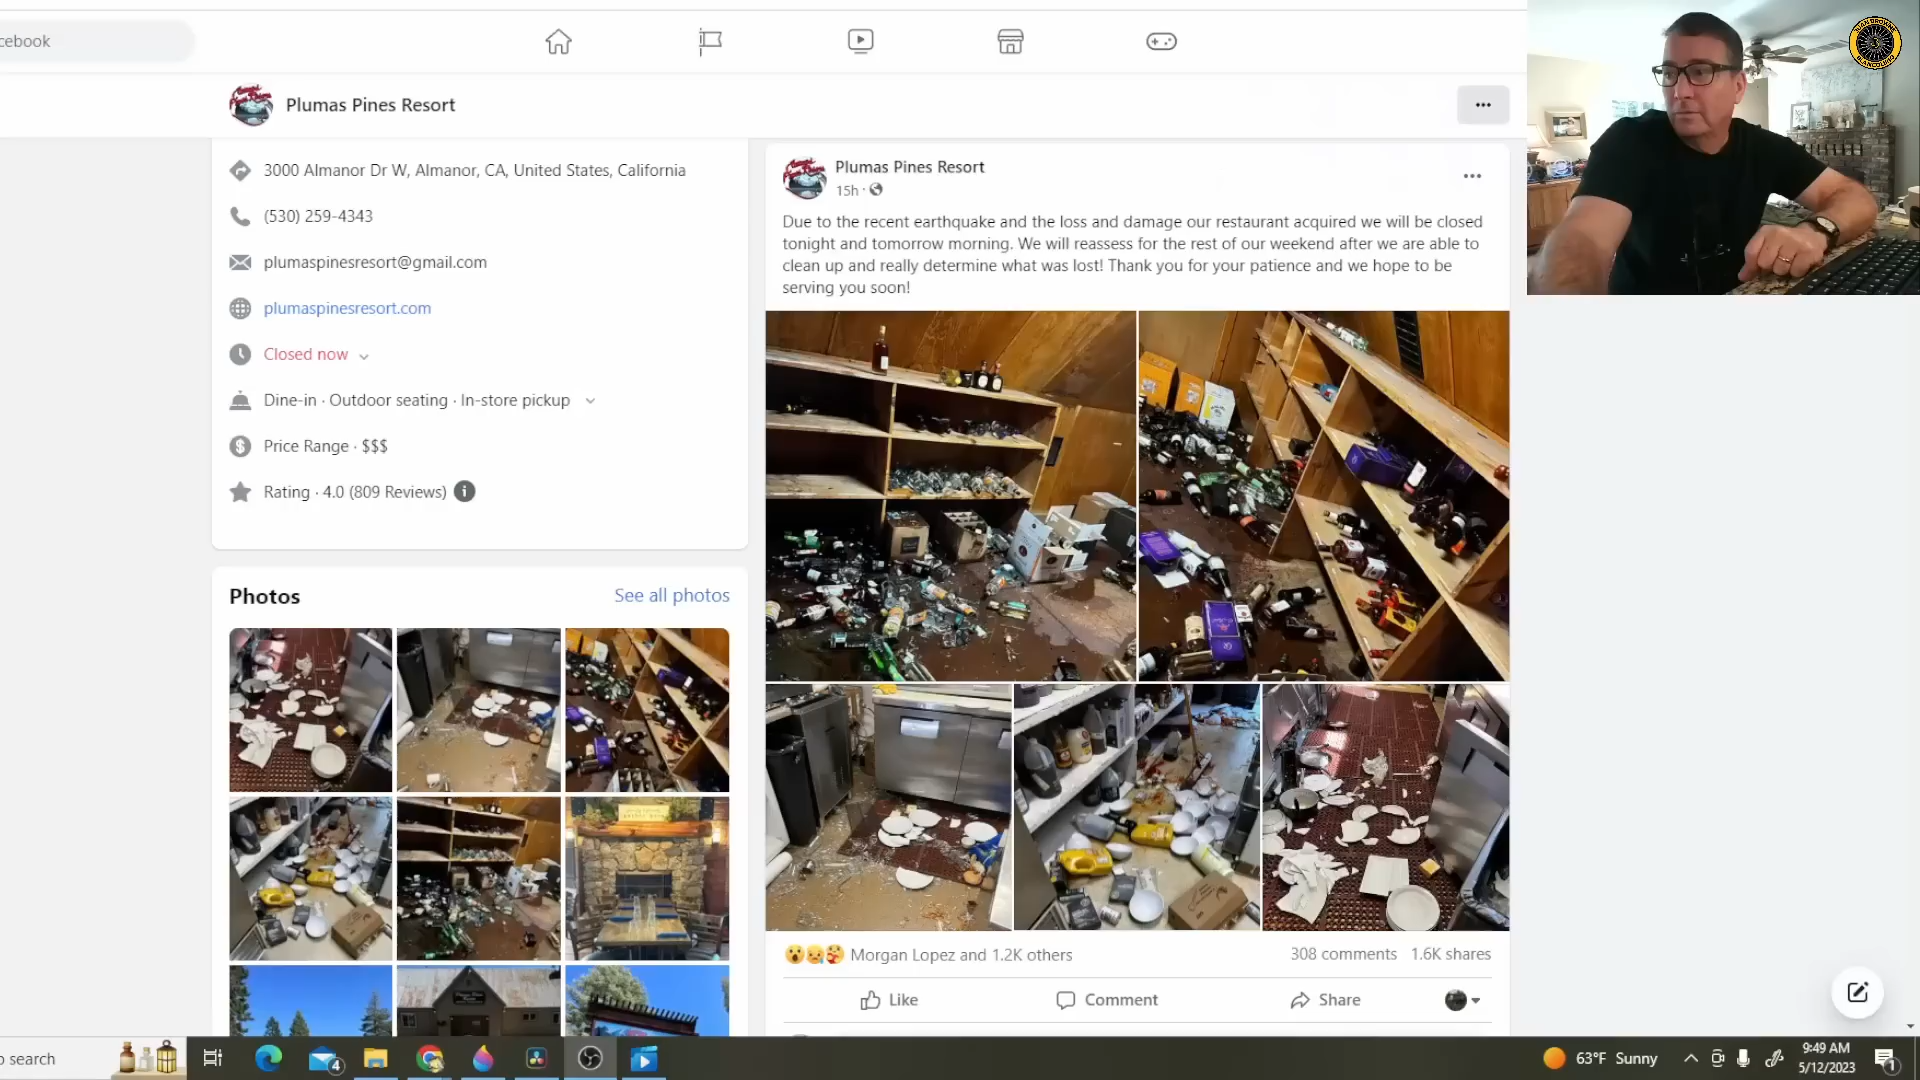 cebook
Plumas Pines Resort
3000 Almanor Dr W, Almanor, CA, United States, California
(530) 259-4343
plumaspinesresort@gmail.com
plumaspinesresort.com
Closed now
Dine-in · Outdoor seating · In-store pickup
Price Range · $$$
Rating · 4.0 (809 Reviews)
Photos
See all photos
Plumas Pines Resort
15h ·
Due to the recent earthquake and the loss and damage our restaurant acquired we will be closed
tonight and tomorrow morning. We will reassess for the rest of our weekend after we are able to
clean up and really determine what was lost! Thank you for your patience and we hope to be
serving you soon!
Morgan Lopez and 1.2K others
308 comments 1.6K shares
Like
Comment
Share
JUAN BROWNE
BLANCOLIRIO
o search
4
63°F Sunny
9:49 AM
5/12/2023
1